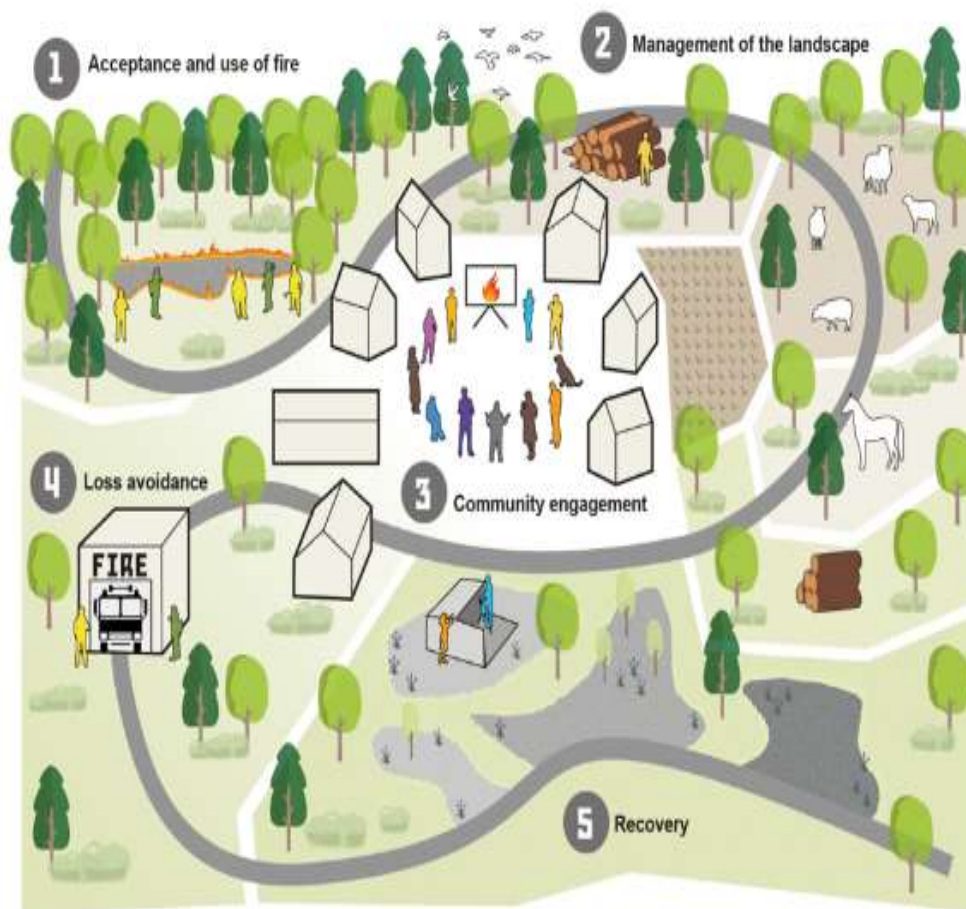 1 Acceptance and use of fire
2 Management of the landscape
3 Community engagement
4 Loss avoidance
FIRE
5 Recovery